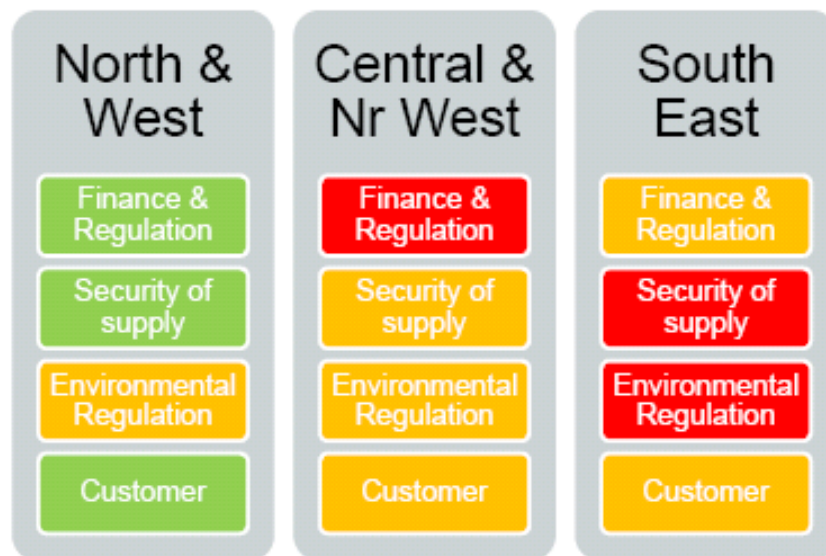 North &
West
Finance &
Regulation
Security of
supply
Environmental
Regulation
Customer
Central &
Nr West
Finance &
Regulation
Security of
supply
Environmental
Regulation
Customer
South
East
Finance &
Regulation
Security of
supply
Environmental
Regulation
Customer